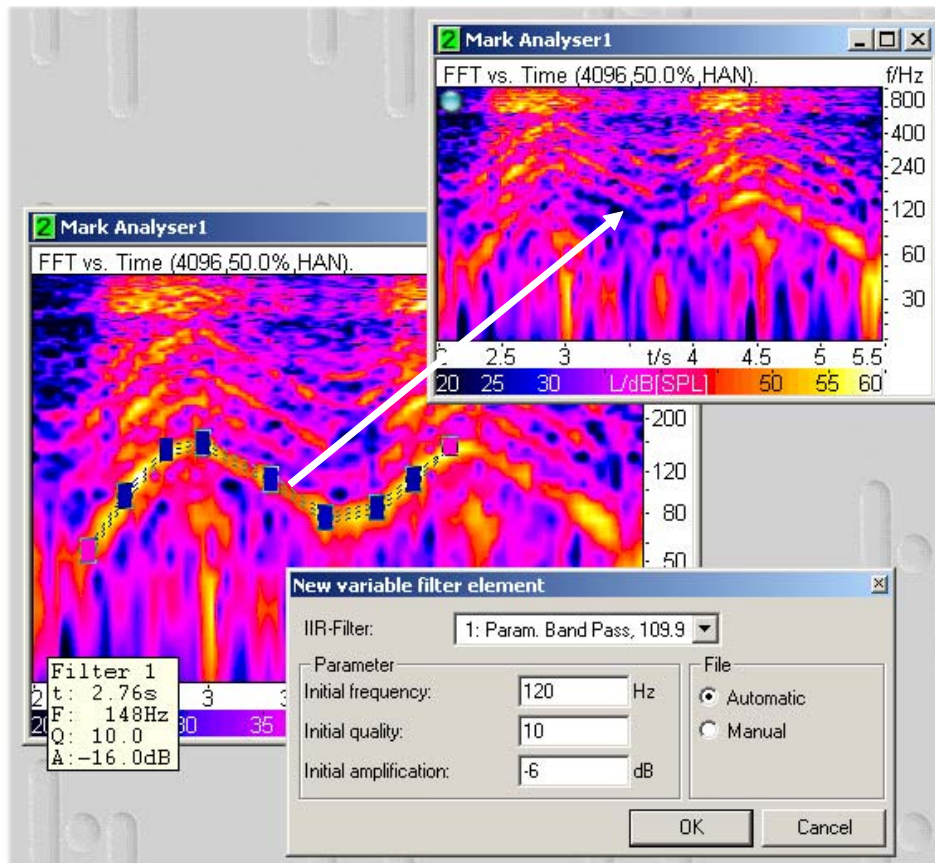 2 Mark Analyser1
FFT vs. Time (4096,50.0%,HAN). f/Hz
800
400
240
120
60
30
2.5 3 t/s 4 4.5 5 5.5
20 25 30 L/dB[SPL] 50 55 60
2 Mark Analyser1
FFT vs. Time (4096,50.0%,HAN).
200
120
80
50
2 3
30 35
Filter 1
t: 2.76s
F: 148Hz
Q: 10.0
A:-16.0dB
New variable filter element
IIR-Filter: 1: Param. Band Pass, 109.9
Parameter
Initial frequency: 120 Hz
Initial quality: 10
Initial amplification: -6 dB
File
Automatic
Manual
OK Cancel